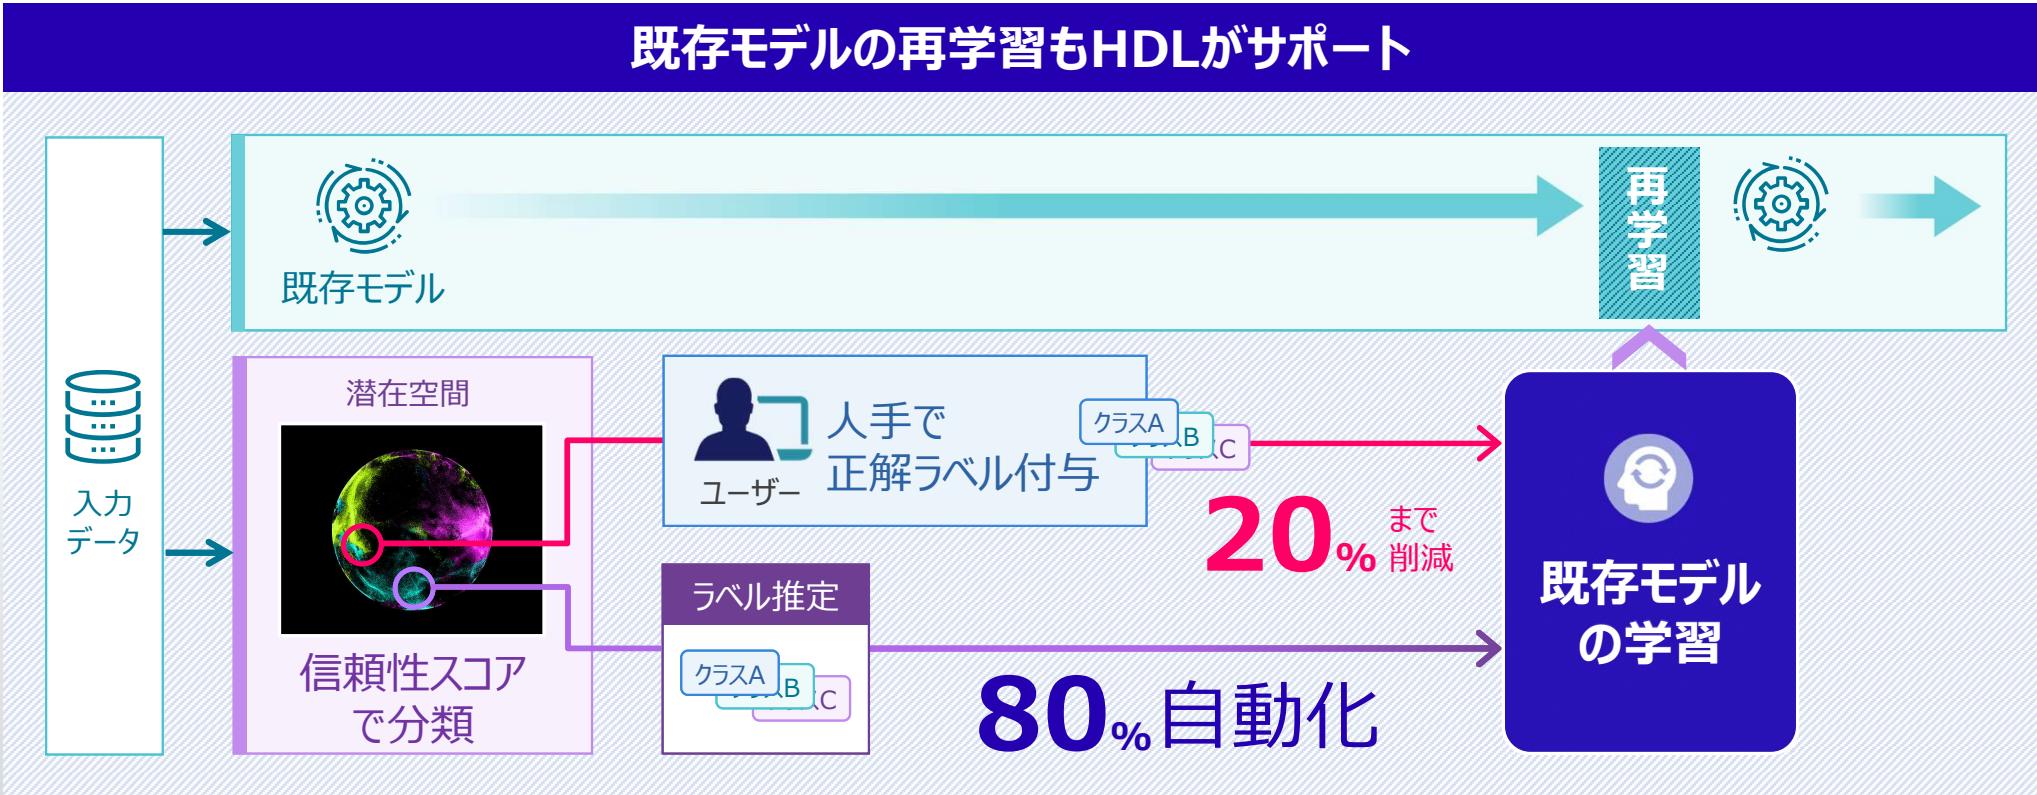 既存モデルの再学習もHDLがサポート
既存モデル
再学習
入力
データ
潜在空間
信頼性スコア
で分類
ユーザー
人手で
正解ラベル付与
クラスA
B
C
20%まで
削減
ラベル推定
クラスA
B
C
80%自動化
既存モデル
の学習